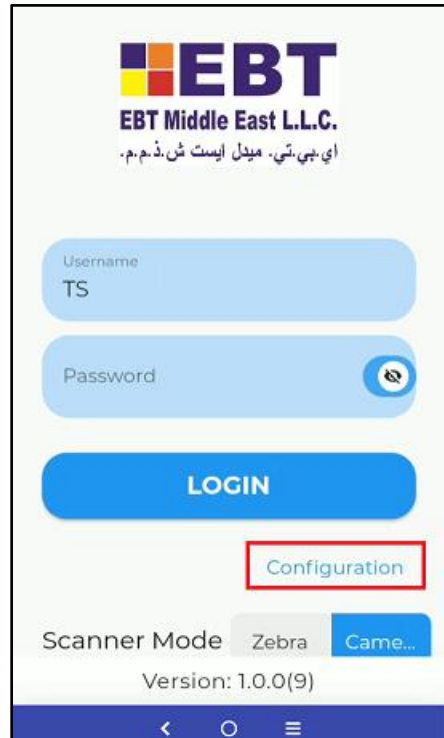 EBT
EBT Middle East L.L.C.
اي.بي.تي. ميدل ايست ش.ذ.م.م.
Username
TS
Password
LOGIN
Configuration
Scanner Mode Zebra Came...
Version: 1.0.0(9)